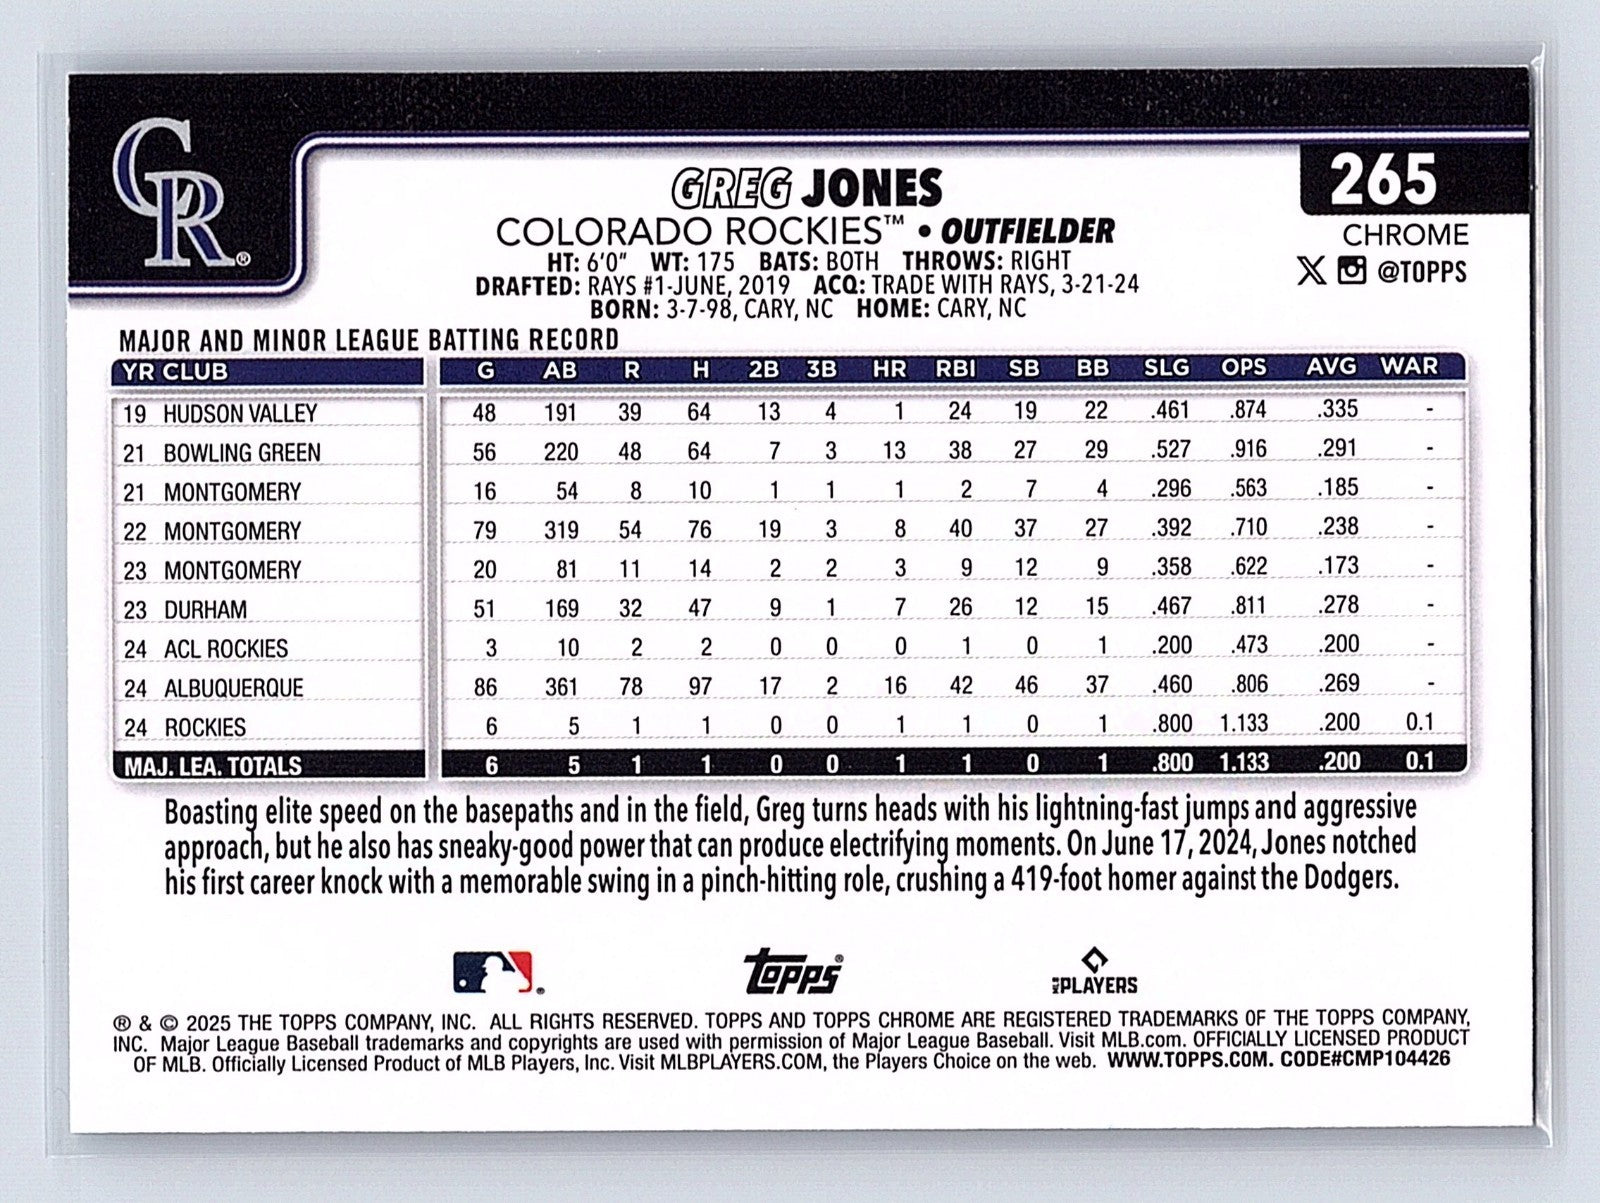 CR®
GREG JONES
265
COLORADO ROCKIES™ • OUTFIELDER
CHROME
HT: 6'0" WT: 175 BATS: BOTH THROWS: RIGHT
@TOPPS
DRAFTED: RAYS #1-JUNE, 2019 ACQ: TRADE WITH RAYS, 3-21-24
BORN: 3-7-98, CARY, NC HOME: CARY, NC
MAJOR AND MINOR LEAGUE BATTING RECORD
YR CLUB G AB R H 2B 3B HR RBI SB BB SLG OPS AVG WAR
19 HUDSON VALLEY 48 191 39 64 13 4 1 24 19 22 .461 .874 .335 -
21 BOWLING GREEN 56 220 48 64 7 3 13 38 27 29 .527 .916 .291 -
21 MONTGOMERY 16 54 8 10 1 1 1 2 7 4 .296 .563 .185 -
22 MONTGOMERY 79 319 54 76 19 3 8 40 37 27 .392 .710 .238 -
23 MONTGOMERY 20 81 11 14 2 2 3 9 12 9 .358 .622 .173 -
23 DURHAM 51 169 32 47 9 1 7 26 12 15 .467 .811 .278 -
24 ACL ROCKIES 3 10 2 2 0 0 0 1 0 1 .200 .473 .200 -
24 ALBUQUERQUE 86 361 78 97 17 2 16 42 46 37 .460 .806 .269 -
24 ROCKIES 6 5 1 1 0 0 1 1 0 1 .800 1.133 .200 0.1
MAJ. LEA. TOTALS 6 5 1 1 0 0 1 1 0 1 .800 1.133 .200 0.1
Boasting elite speed on the basepaths and in the field, Greg turns heads with his lightning-fast jumps and aggressive
approach, but he also has sneaky-good power that can produce electrifying moments. On June 17, 2024, Jones notched
his first career knock with a memorable swing in a pinch-hitting role, crushing a 419-foot homer against the Dodgers.
topps®
MLB PLAYERS
® & © 2025 THE TOPPS COMPANY, INC. ALL RIGHTS RESERVED. TOPPS AND TOPPS CHROME ARE REGISTERED TRADEMARKS OF THE TOPPS COMPANY,
INC. Major League Baseball trademarks and copyrights are used with permission of Major League Baseball. Visit MLB.com. OFFICIALLY LICENSED PRODUCT
OF MLB. Officially Licensed Product of MLB Players, Inc. Visit MLBPLAYERS.COM, the Players Choice on the web. WWW.TOPPS.COM. CODE#CMP104426